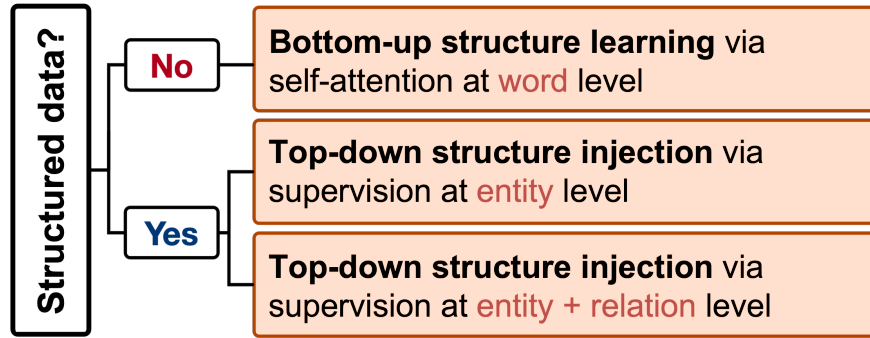 Structured data?
No
Bottom-up structure learning via
self-attention at word level
Yes
Top-down structure injection via
supervision at entity level
Top-down structure injection via
supervision at entity + relation level